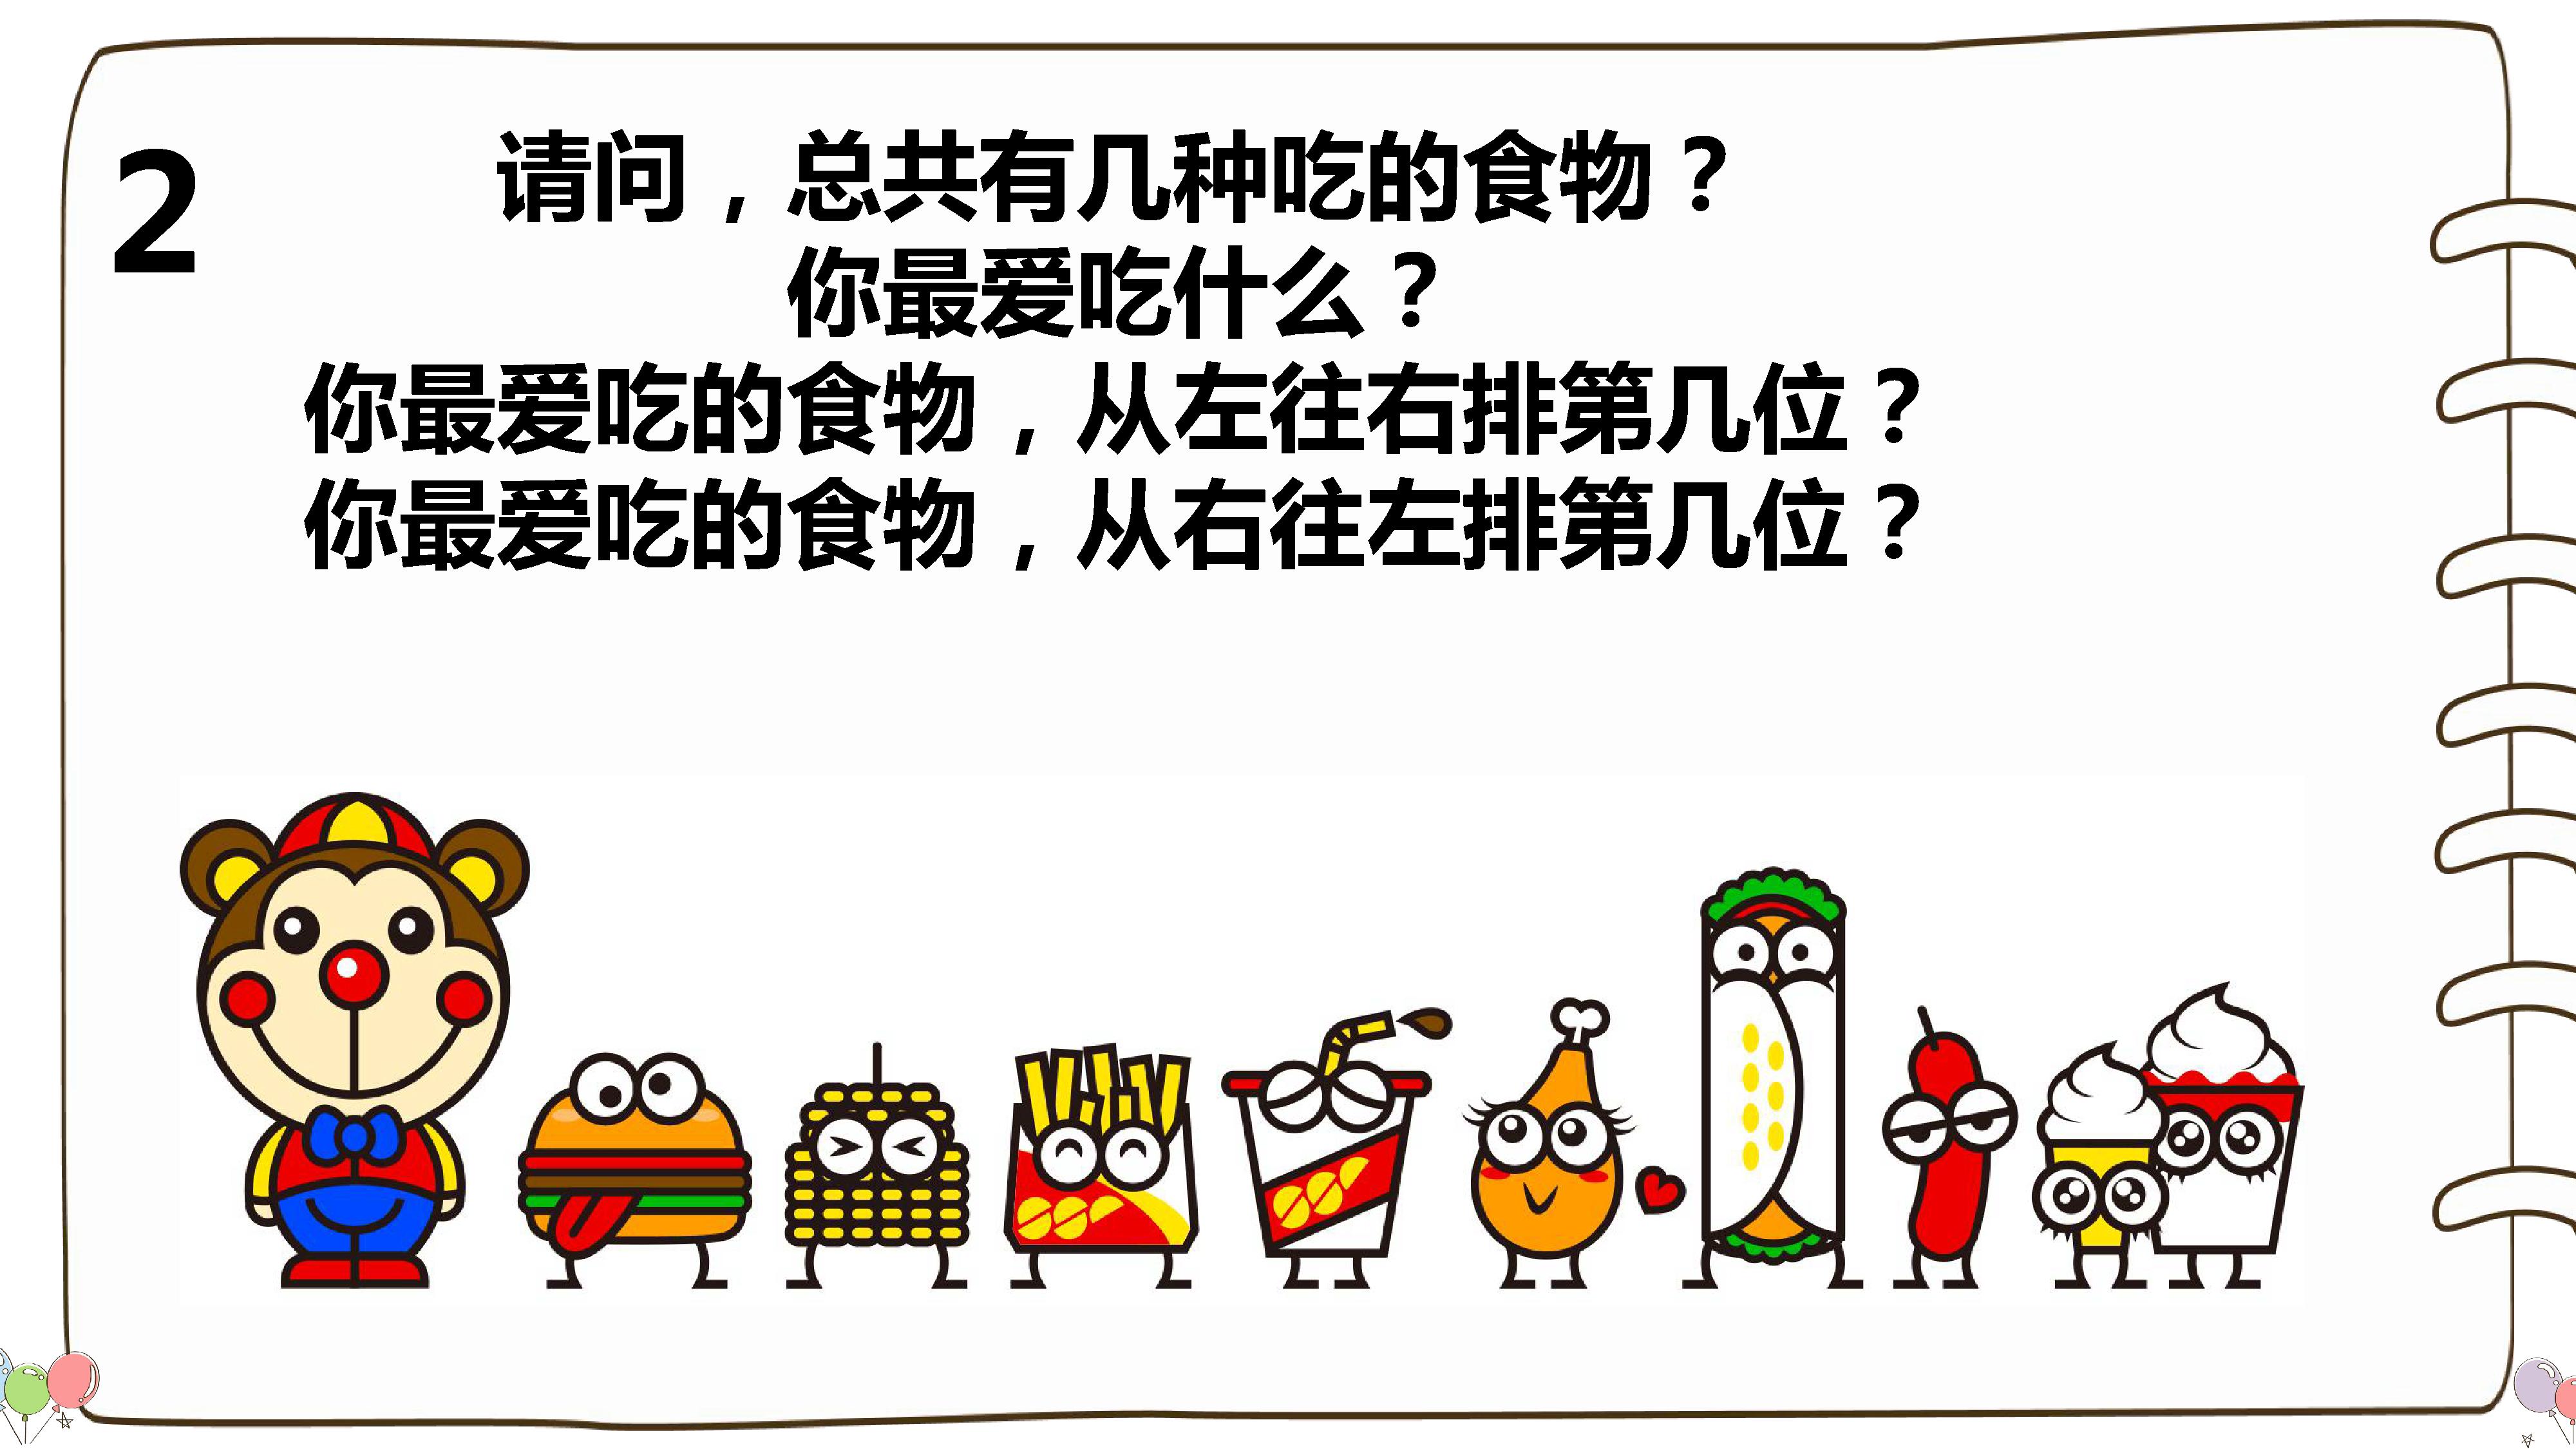 2
请问，总共有几种吃的食物？
你最爱吃什么？
你最爱吃的食物，从左往右排第几位？
你最爱吃的食物，从右往左排第几位？